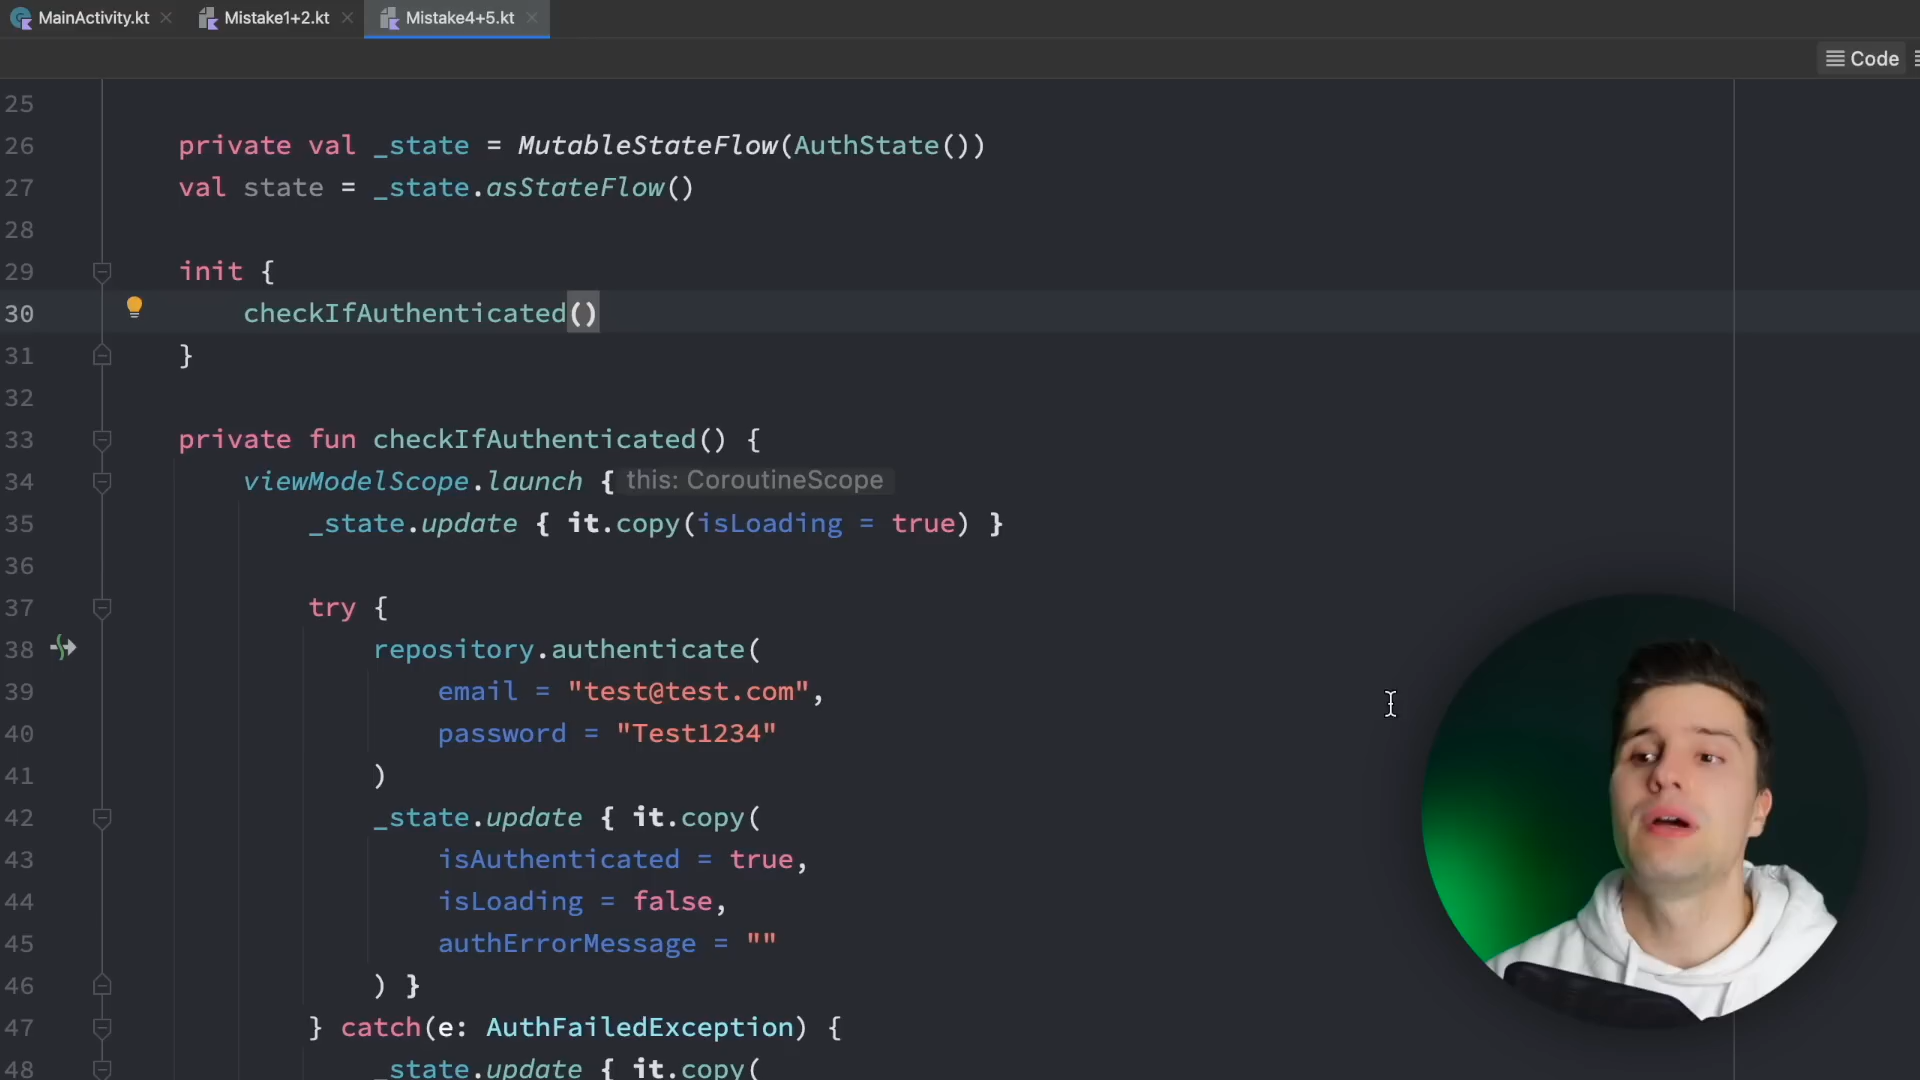 MainActivity.kt
Mistake1+2.kt
Mistake4+5.kt
Code
25
26 private val _state = MutableStateFlow(AuthState())
27 val state = _state.asStateFlow()
28
29 init {
30 checkIfAuthenticated()
31 }
32
33 private fun checkIfAuthenticated() {
34 viewModelScope.launch { this: CoroutineScope
35 _state.update { it.copy(isLoading = true) }
36
37 try {
38 repository.authenticate(
39 email = "test@test.com",
40 password = "Test1234"
41 )
42 _state.update { it.copy(
43 isAuthenticated = true,
44 isLoading = false,
45 authErrorMessage = ""
46 ) }
47 } catch(e: AuthFailedException) {
48 _state.update { it.copy(